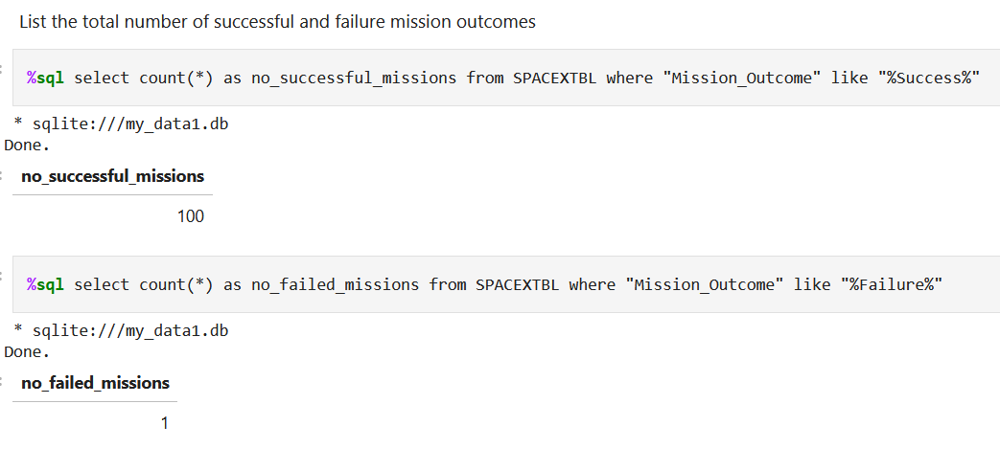 List the total number of successful and failure mission outcomes
%sql select count(*) as no_successful_missions from SPACEXTBL where "Mission_Outcome" like "%Success%"
* sqlite:///my_data1.db
Done.
no_successful_missions
100
%sql select count(*) as no_failed_missions from SPACEXTBL where "Mission_Outcome" like "%Failure%"
* sqlite:///my_data1.db
Done.
no_failed_missions
1